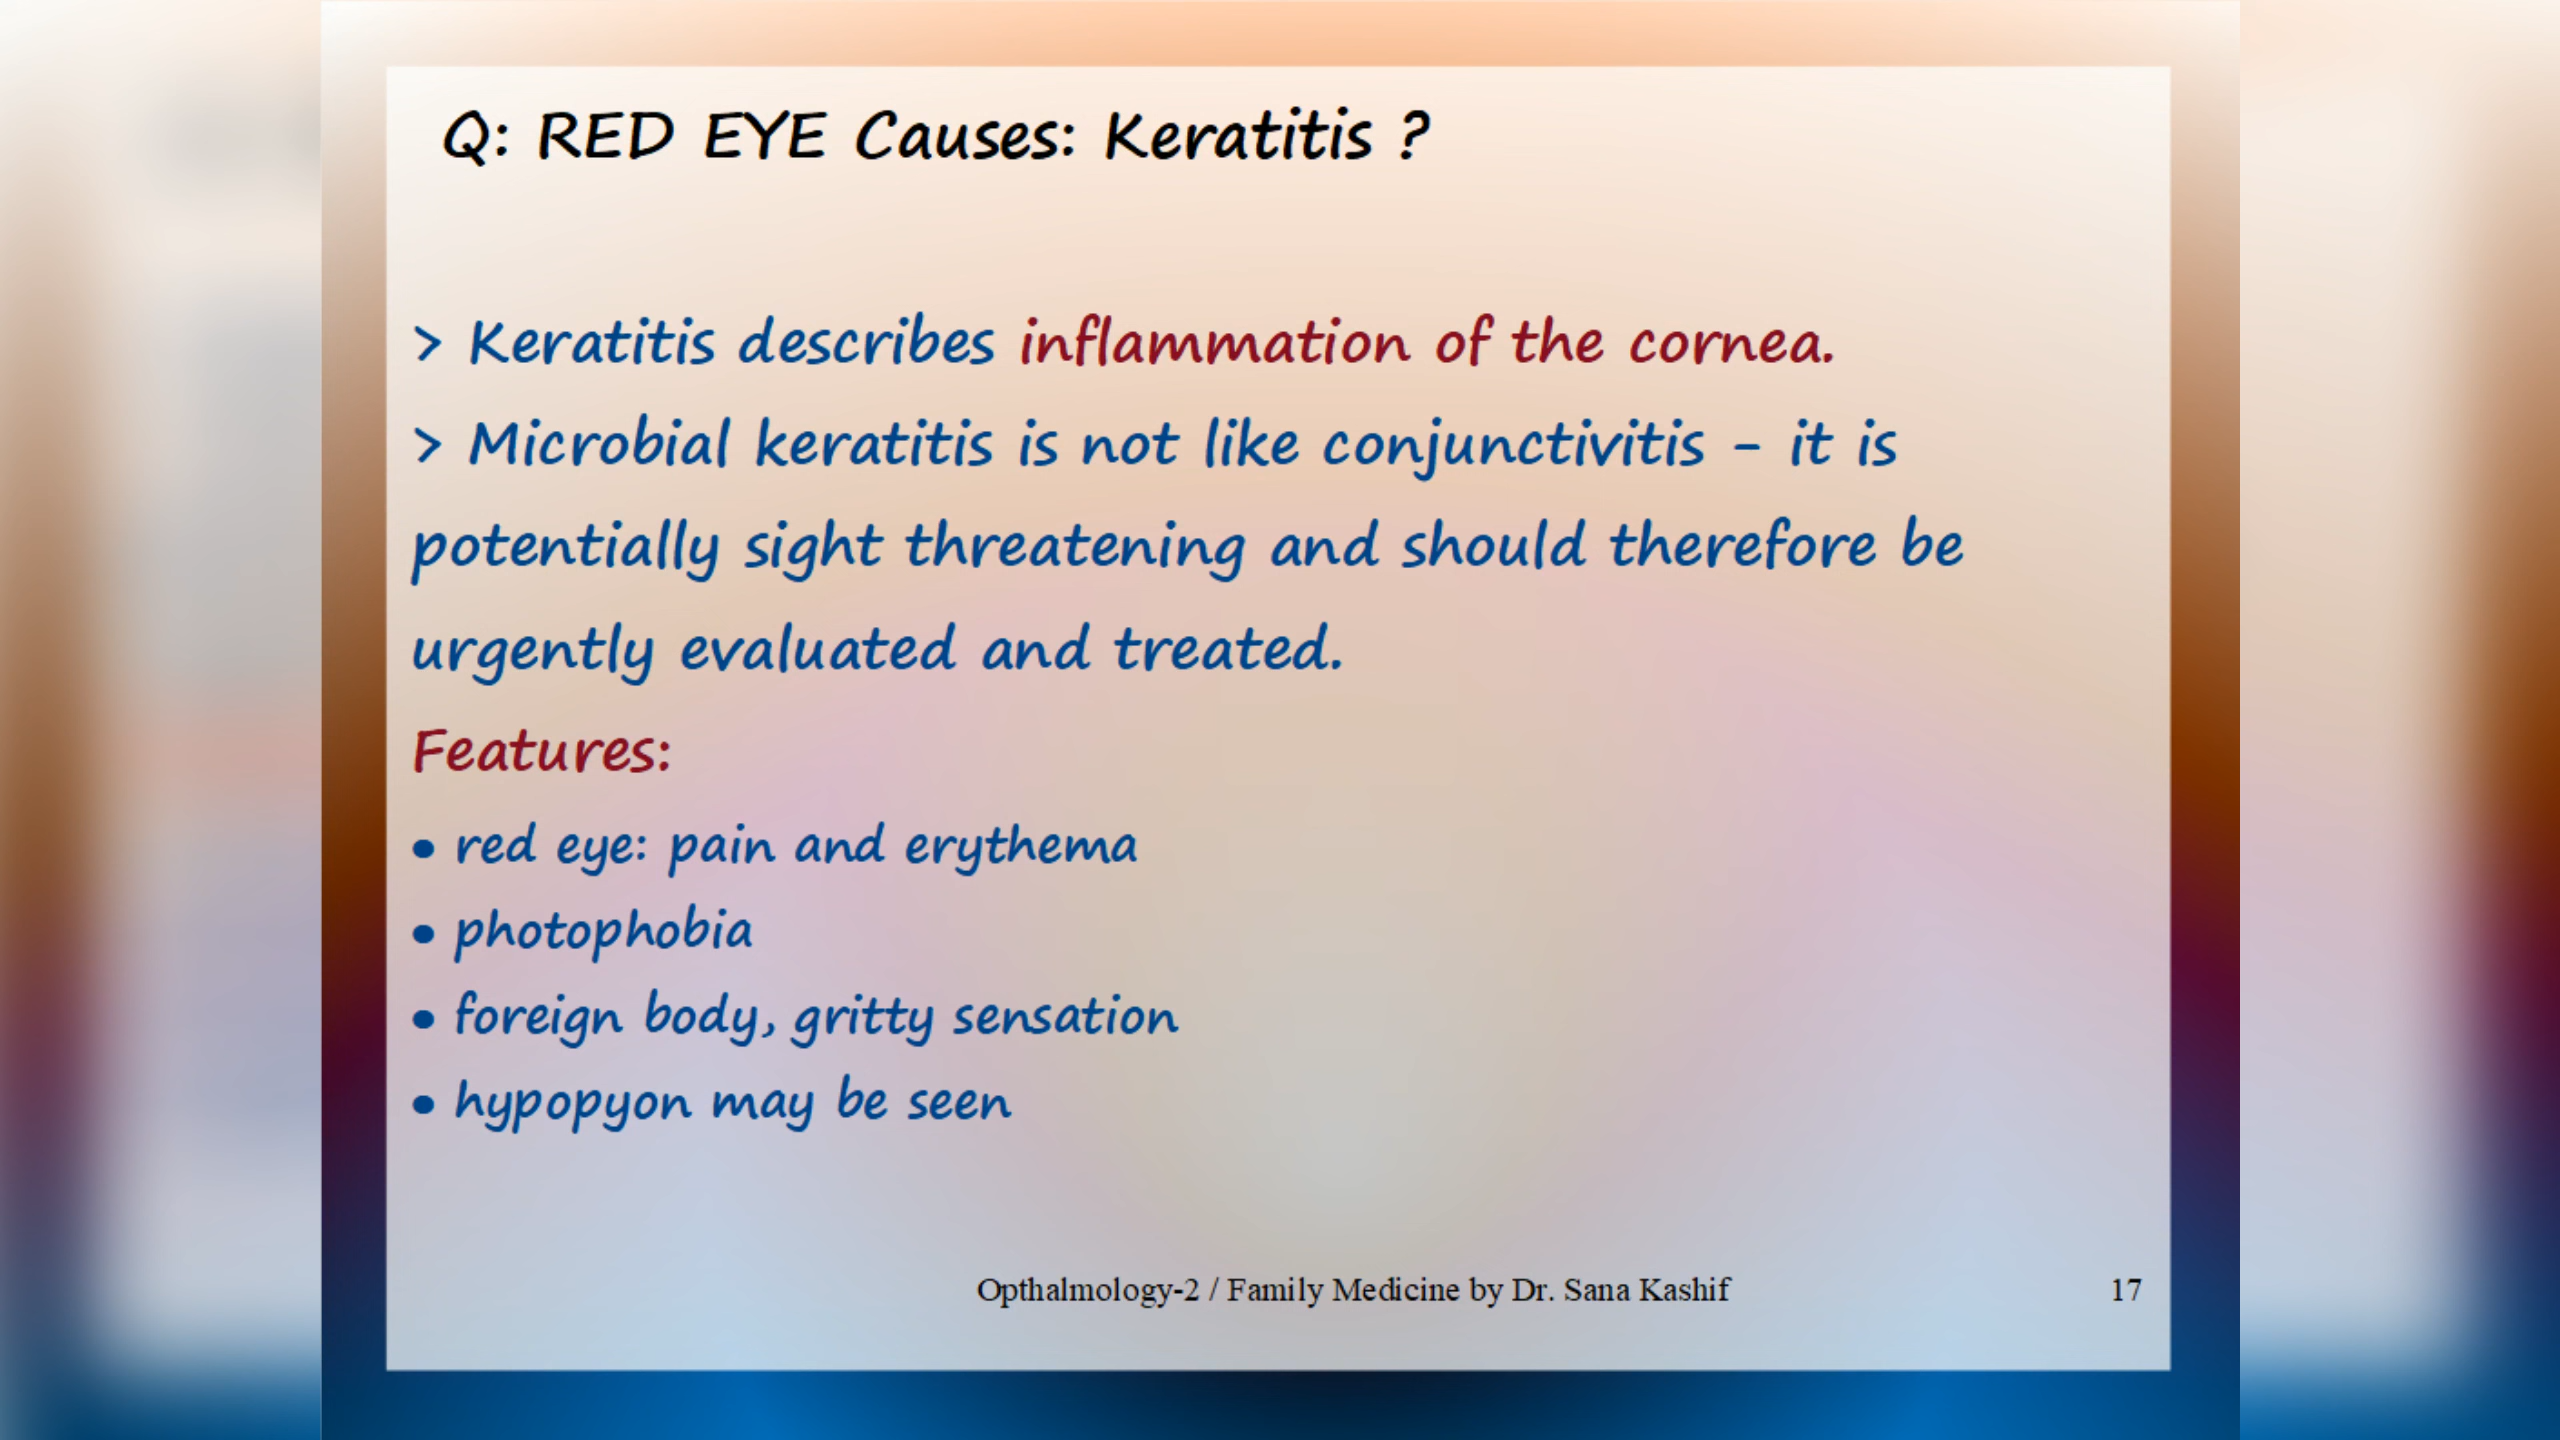 Q: RED EYE Causes: Keratitis ?
> Keratitis describes inflammation of the cornea.
> Microbial keratitis is not like conjunctivitis - it is
potentially sight threatening and should therefore be
urgently evaluated and treated.
Features:
• red eye: pain and erythema
• photophobia
• foreign body, gritty sensation
• hypopyon may be seen
Opthalmology-2 / Family Medicine by Dr. Sana Kashif 17